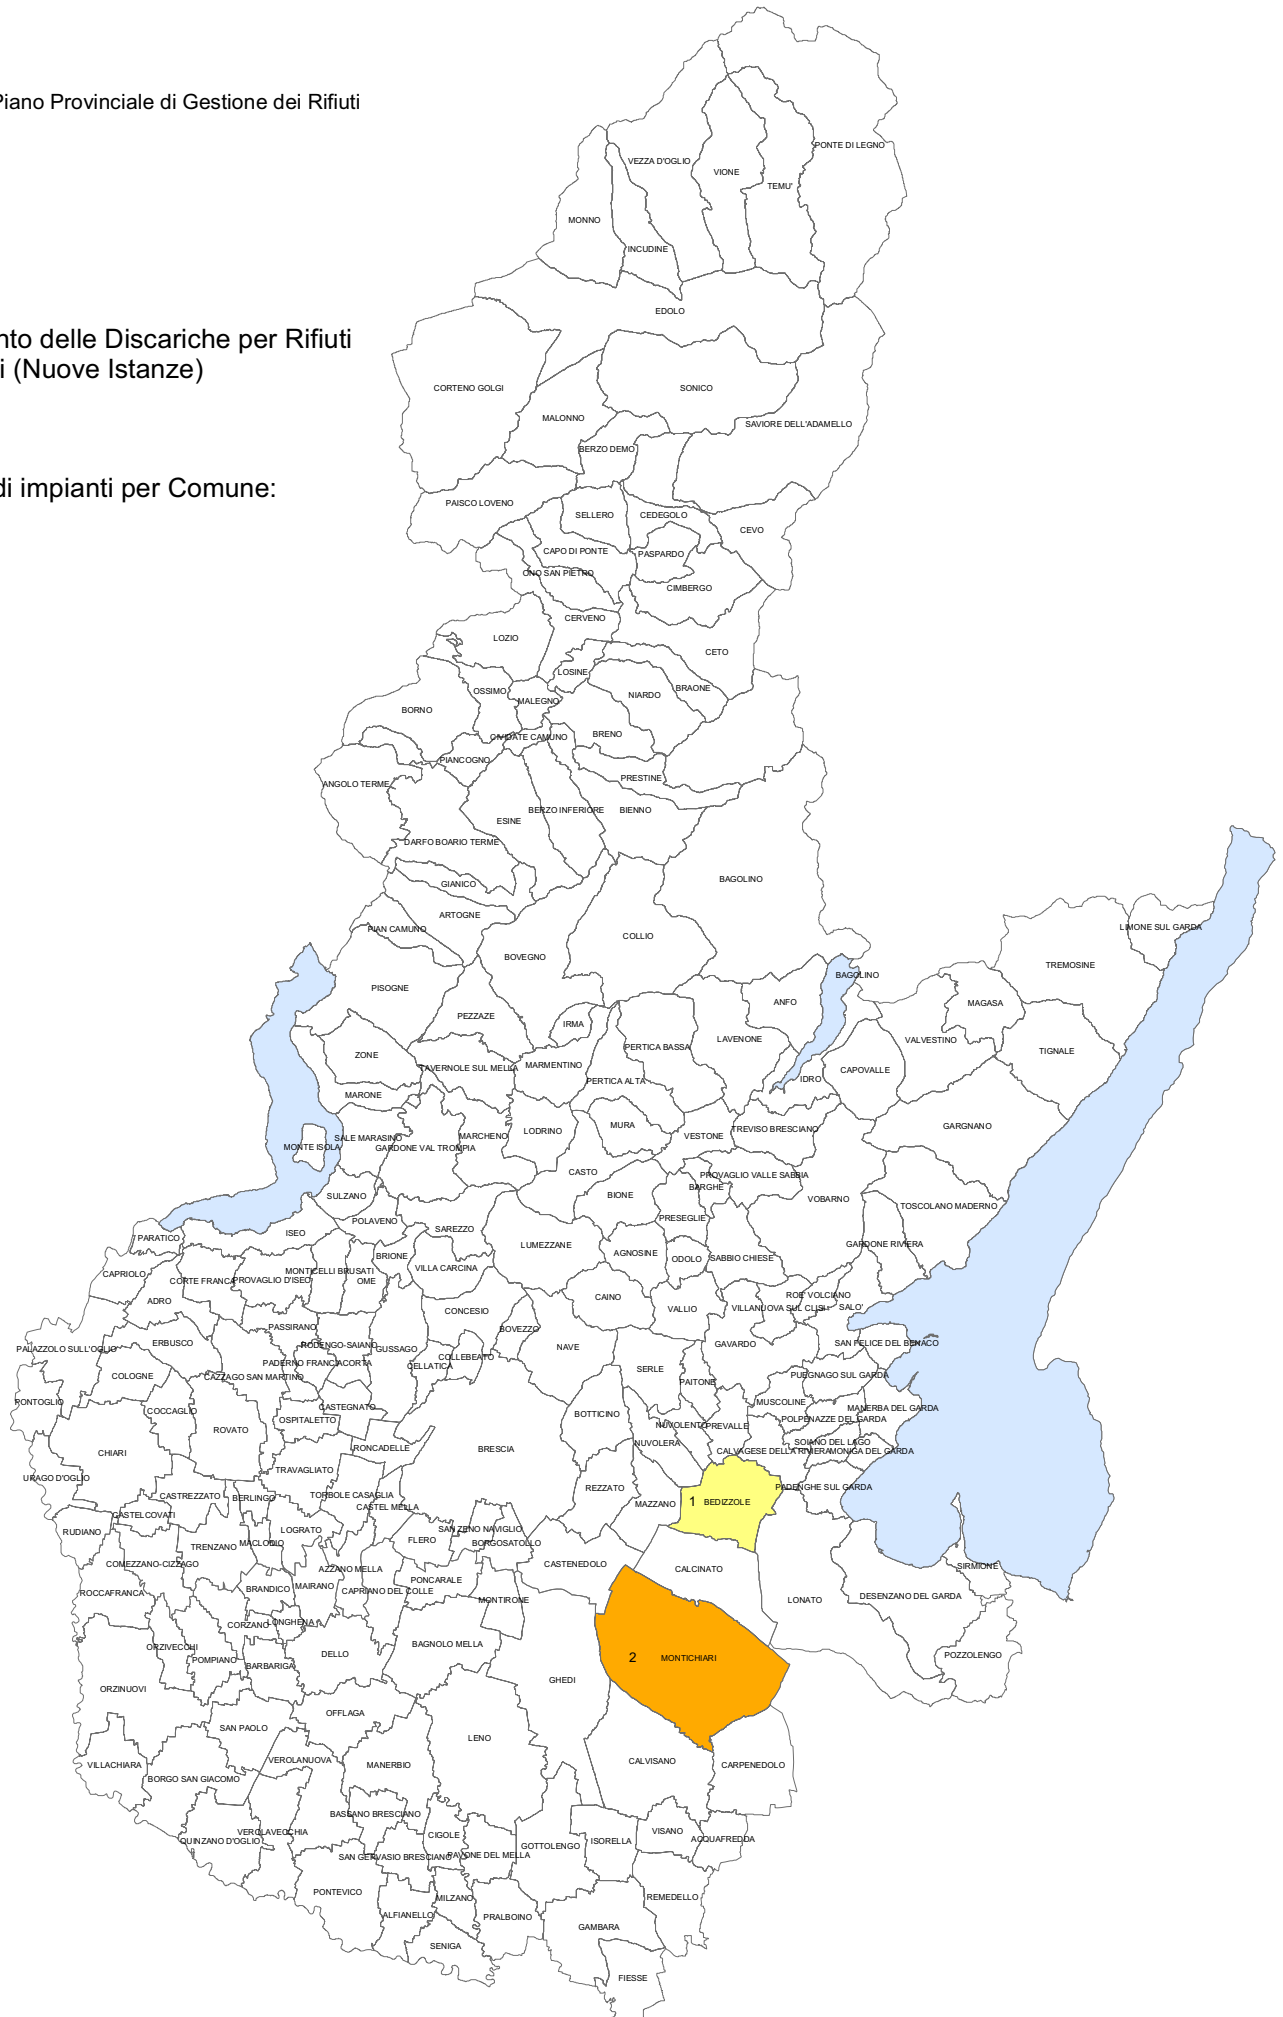 Piano Provinciale di Gestione dei Rifiuti
nto delle Discariche per Rifiuti
i (Nuove Istanze)
di impianti per Comune:
PONTE DI LEGNO
VEZZA D'OGLIO
VIONE
TEMU'
MONNO
INCUDINE
EDOLO
CORTENO GOLGI
SONICO
MALONNO
SAVIORE DELL'ADAMELLO
BERZO DEMO
PAISCO LOVENO
SELLERO
CEDEGOLO
CEVO
CAPO DI PONTE
PASPARDO
ONO SAN PIETRO
CIMBERGO
CERVENO
LOZIO
CETO
LOSINE
OSSIMO
MALEGNO
NIARDO
BRAONE
BORNO
BRENO
CIVIDATE CAMUNO
PIANCOGNO
PRESTINE
ANGOLO TERME
BERZO INFERIORE
BIENNO
ESINE
DARFO BOARIO TERME
BAGOLINO
GIANICO
ARTOGNE
PIAN CAMUNO
COLLIO
LIMONE SUL GARDA
BOVEGNO
TREMOSINE
BAGOLINO
PISOGNE
ANFO
MAGASA
PEZZAZE
IRMA
LAVENONE
VALVESTINO
PERTICA BASSA
TIGNALE
ZONE
TAVERNOLE SUL MELLA
MARMENTINO
CAPOVALLE
IDRO
PERTICA ALTA
MARONE
MURA
GARGNANO
LODRINO
TREVISO BRESCIANO
VESTONE
MARCHENO
SALE MARASINO
MONTE ISOLA
GARDONE VAL TROMPIA
CASTO
PROVAGLIO VALLE SABBIA
BARGHE
BIONE
SULZANO
VOBARNO
TOSCOLANO MADERNO
PRESEGLIE
POLAVENO
SAREZZO
ISEO
PARATICO
LUMEZZANE
GARDONE RIVIERA
AGNOSINE
ODOLO
SABBIO CHIESE
BRIONE
VILLA CARCINA
MONTICELLI BRUSATI
OME
CAPRIOLO
CORTE FRANCA
PROVAGLIO D'ISEO
CAINO
ROE' VOLCIANO
ADRO
CONCESIO
VALLIO
VILLANUOVA SUL CLISI
SALO'
PASSIRANO
BOVEZZO
ERBUSCO
RODENGO-SAIANO
GUSSAGO
NAVE
GAVARDO
SAN FELICE DEL BENACO
PALAZZOLO SULL'OGLIO
COLLEBEATO
CELLATICA
PADERNO FRANCIACORTA
SERLE
COLOGNE
CAZZAGO SAN MARTINO
PAITONE
PUEGNAGO SUL GARDA
PONTOGLIO
CASTEGNATO
MUSCOLINE
MANERBA DEL GARDA
COCCAGLIO
BOTTICINO
OSPITALETTO
POLPENAZZE DEL GARDA
NUVOLENTO
PREVALLE
ROVATO
SOIANO DEL LAGO
NUVOLERA
CHIARI
RONCADELLE
BRESCIA
CALVAGESE DELLA RIVIERA
MONIGA DEL GARDA
TRAVAGLIATO
URAGO D'OGLIO
REZZATO
PADENGHE SUL GARDA
CASTREZZATO
BERLINGO
TORBOLE CASAGLIA
MAZZANO
1
BEDIZZOLE
CASTEL MELLA
CASTELCOVATI
LOGRATO
SAN ZENO NAVIGLIO
RUDIANO
FLERO
BORGOSATOLLO
TRENZANO
MACLODIO
COMEZZANO-CIZZAGO
CASTENEDOLO
AZZANO MELLA
CALCINATO
SIRMIONE
PONCARALE
ROCCAFRANCA
BRANDICO
MAIRANO
CAPRIANO DEL COLLE
DESENZANO DEL GARDA
MONTIRONE
LONATO
CORZANO
LONGHENA
ORZIVECCHI
BAGNOLO MELLA
DELLO
POMPIANO
BARBARIGA
2
MONTICHIARI
POZZOLENGO
GHEDI
ORZINUOVI
OFFLAGA
SAN PAOLO
LENO
VEROLANUOVA
CALVISANO
VILLACHIARA
MANERBIO
CARPENEDOLO
BORGO SAN GIACOMO
BASSANO BRESCIANO
VEROLAVECCHIA
CIGOLE
VISANO
QUINZANO D'OGLIO
ISORELLA
ACQUAFREDDA
GOTTOLENGO
SAN GERVASIO BRESCIANO
PAVONE DEL MELLA
PONTEVICO
MILZANO
REMEDELLO
ALFIANELLO
PRALBOINO
GAMBARA
SENIGA
FIESSE